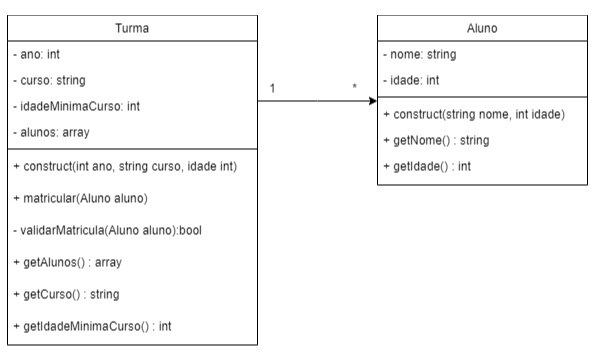 Turma
- ano: int
- curso: string
- idadeMinimaCurso: int
- alunos: array
+ construct(int ano, string curso, idade int)
+ matricular(Aluno aluno)
- validarMatricula(Aluno aluno):bool
+ getAlunos() : array
+ getCurso() : string
+ getIdadeMinimaCurso() : int
1
*
Aluno
- nome: string
- idade: int
+ construct(string nome, int idade)
+ getNome() : string
+ getIdade() : int